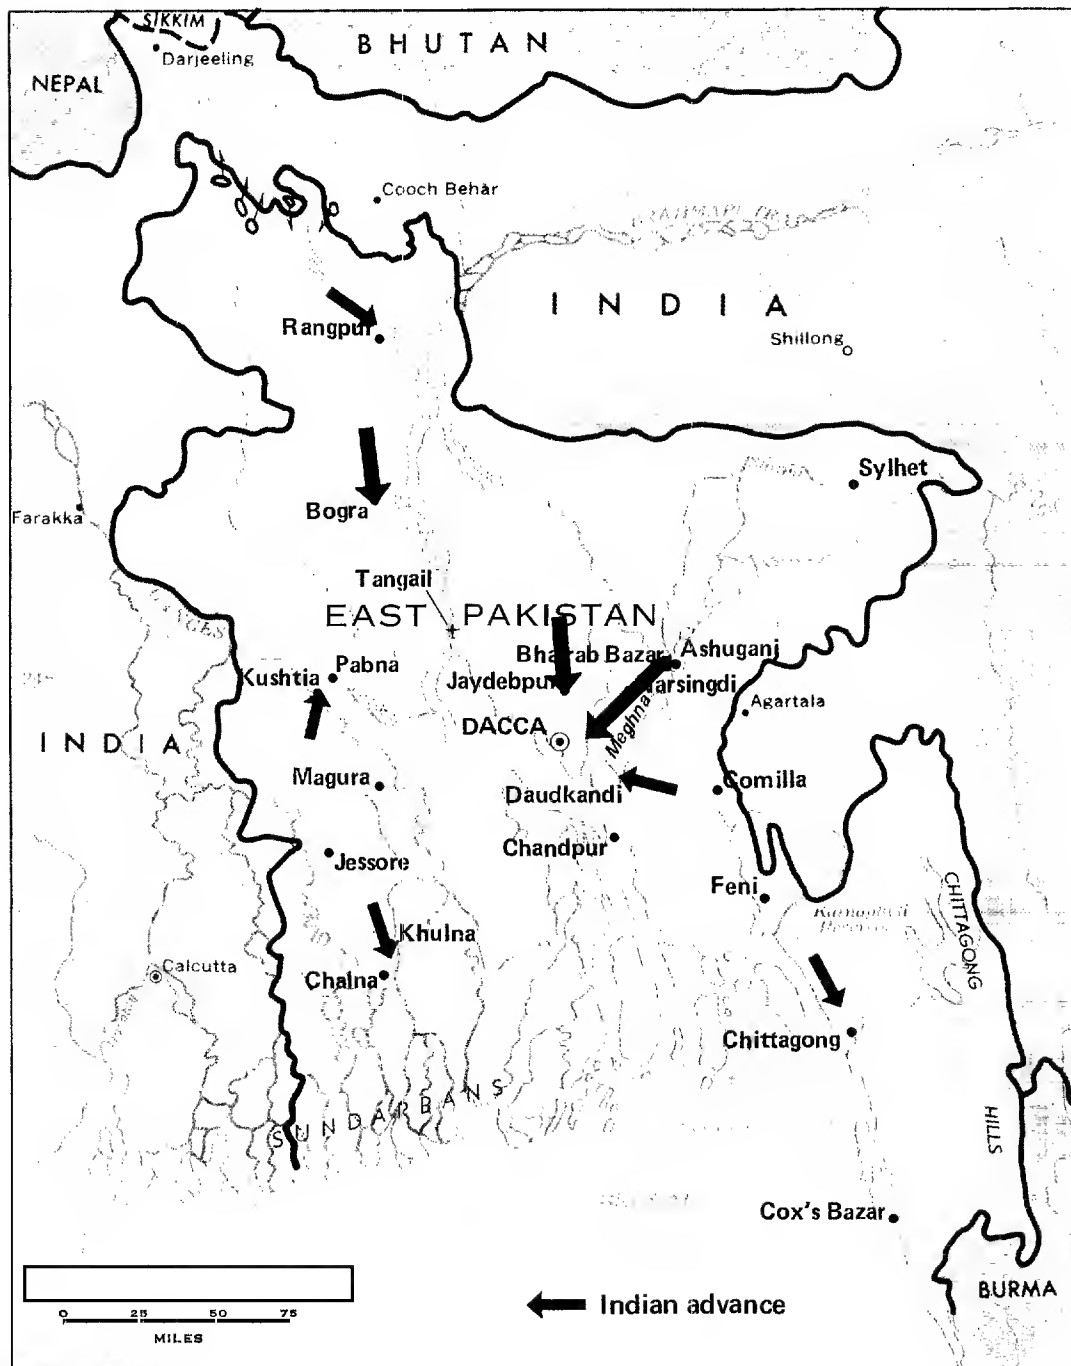 SIKKIM
BHUTAN
Darjeeling
NEPAL
Cooch Behar
INDIA
Rangpur
Shillong
Sylhet
Bogra
Farakka
Tangail
EAST PAKISTAN
GANGES
Bhairab Bazar
Ashuganj
Pabna
Kushtia
Jaydebpur
Narsingdi
Agartala
DACCA
Meghna
INDIA
Magura
Comilla
Daudkandi
Chandpur
Jessore
Feni
CHITTAGONG
HILLS
Khulna
Calcutta
Chalna
Chittagong
SUNDARBANS
Cox's Bazar
BURMA
0 25 50 75
MILES
Indian advance